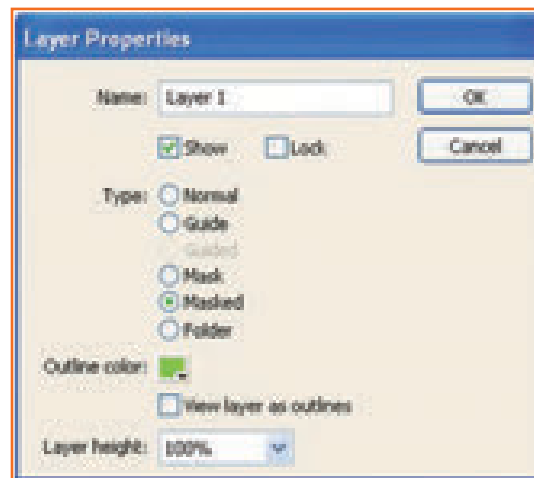 Layer Properties
Name: Layer 1 OK
Show Lock Cancel
Type: Normal
Guide
Guided
Mask
Masked
Folder
Outline color:
View layer as outlines
Layer height: 100%